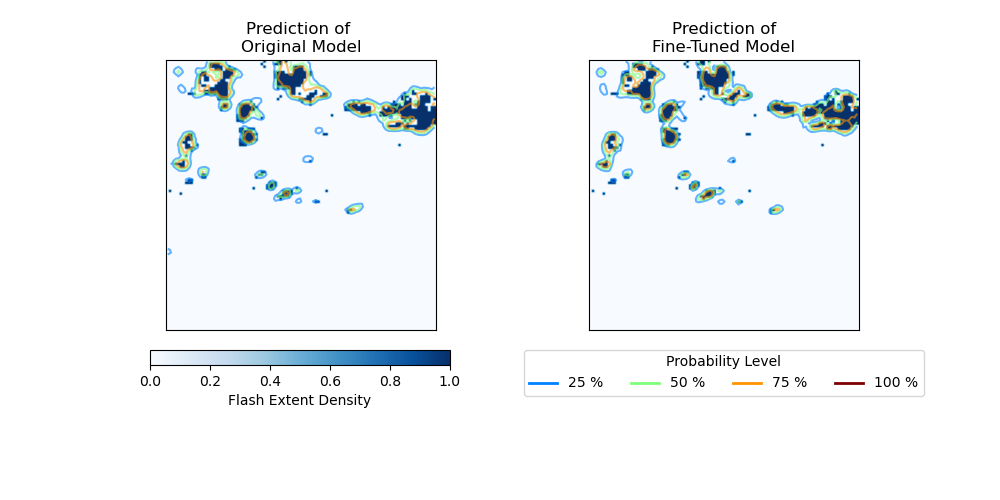 Prediction of
Original Model
Prediction of
Fine-Tuned Model
0.0 0.2 0.4 0.6 0.8 1.0
Flash Extent Density
Probability Level
25 % 50 % 75 % 100 %